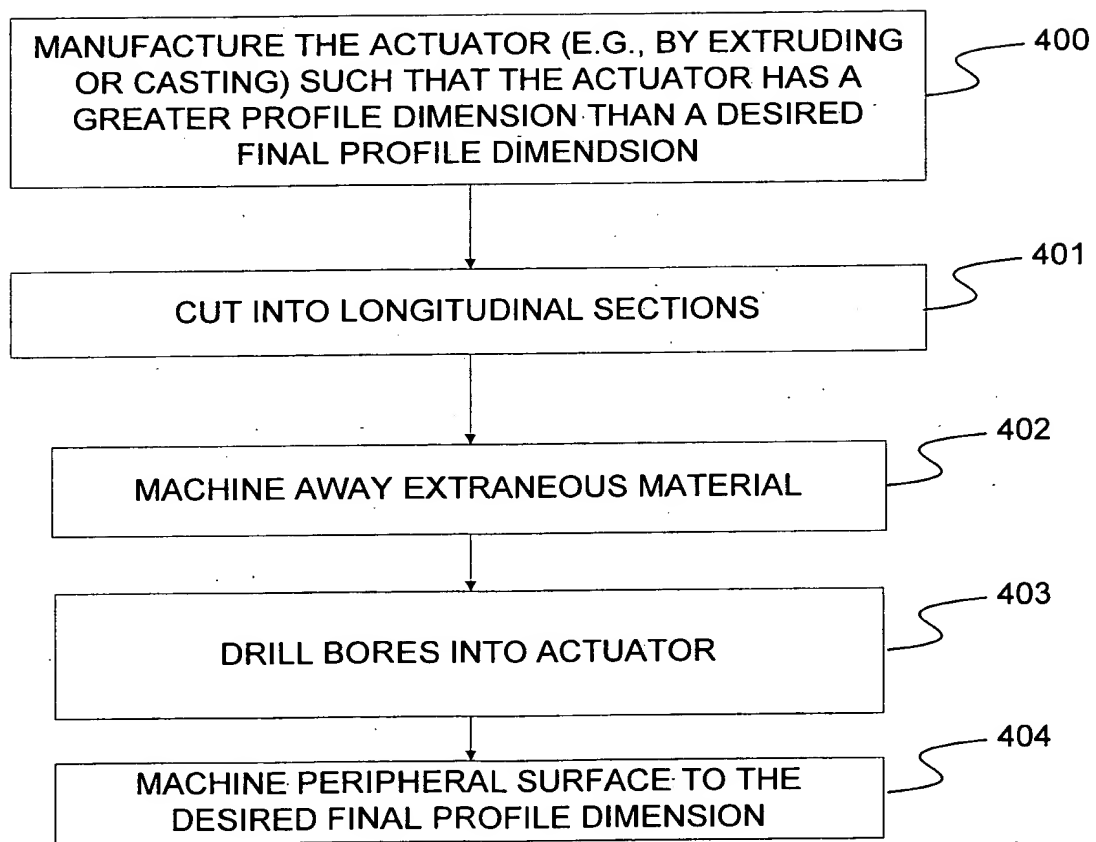 MANUFACTURE THE ACTUATOR (E.G., BY EXTRUDING
OR CASTING) SUCH THAT THE ACTUATOR HAS A
GREATER PROFILE DIMENSION THAN A DESIRED
FINAL PROFILE DIMENDSION
400
CUT INTO LONGITUDINAL SECTIONS
401
MACHINE AWAY EXTRANEOUS MATERIAL
402
DRILL BORES INTO ACTUATOR
403
MACHINE PERIPHERAL SURFACE TO THE
DESIRED FINAL PROFILE DIMENSION
404